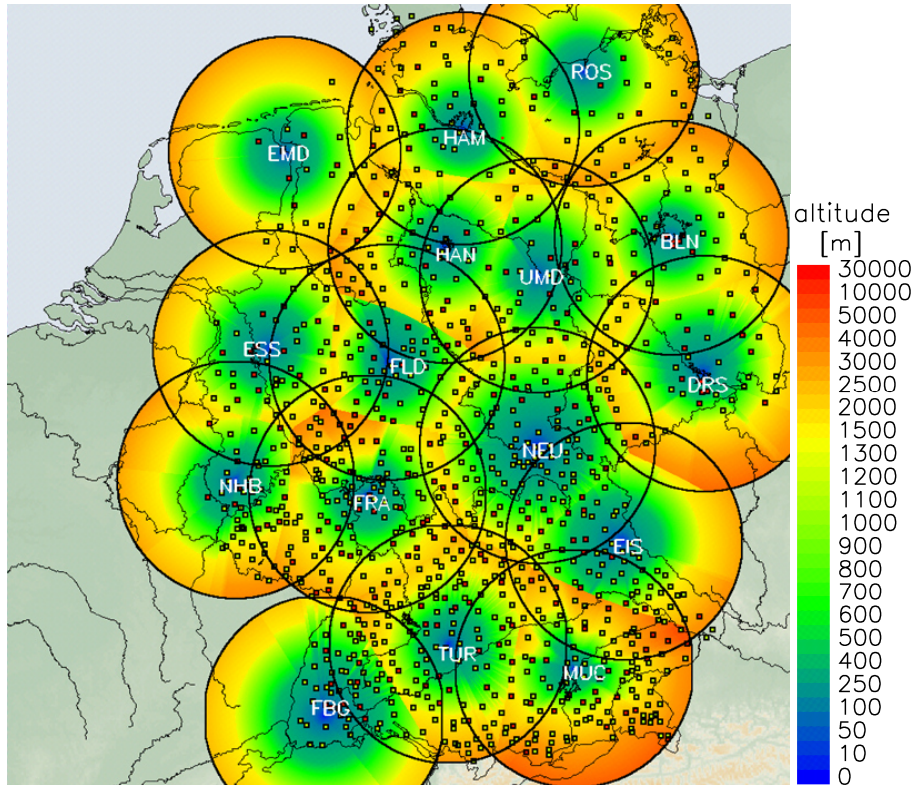 ROS
HAM
EMD
BLN
HAN
UMD
ESS
FLD
DRS
NEU
NHB
FRA
EIS
TUR
MUC
FBG
altitude
[m]
30000
10000
5000
4000
3000
2500
2000
1500
1300
1200
1100
1000
900
800
700
600
500
400
250
100
50
10
0